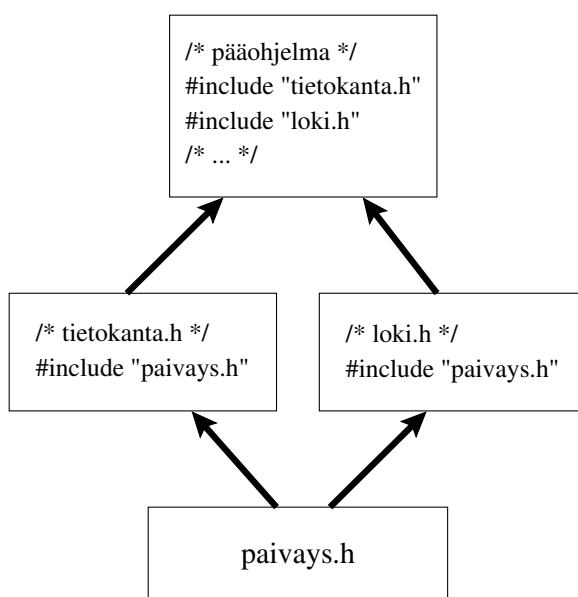 /* pääohjelma */
#include "tietokanta.h"
#include "loki.h"
/* ... */
/* tietokanta.h */
#include "paivays.h"
/* loki.h */
#include "paivays.h"
paivays.h